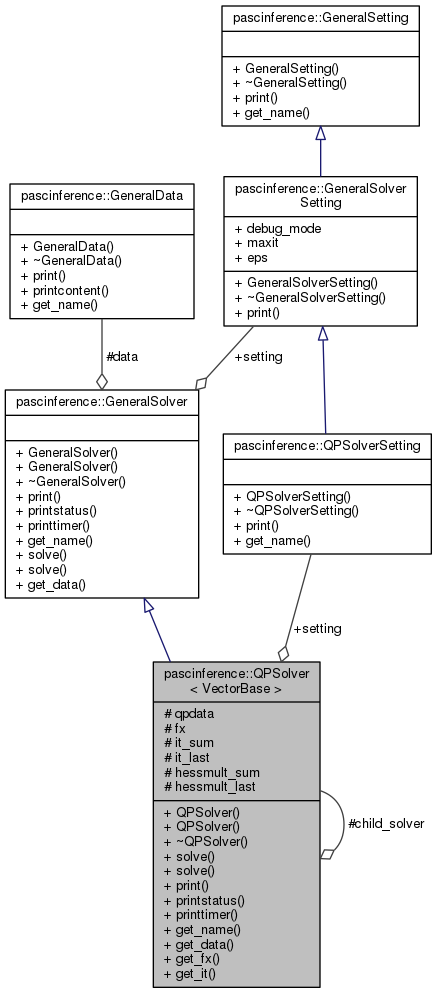 pascinference::GeneralSetting
+ GeneralSetting()
+ ~GeneralSetting()
+ print()
+ get_name()
pascinference::GeneralData
+ GeneralData()
+ ~GeneralData()
+ print()
+ printcontent()
+ get_name()
pascinference::GeneralSolver
Setting
+ debug_mode
+ maxit
+ eps
+ GeneralSolverSetting()
+ ~GeneralSolverSetting()
+ print()
#data
+setting
pascinference::GeneralSolver
+ GeneralSolver()
+ GeneralSolver()
+ ~GeneralSolver()
+ print()
+ printstatus()
+ printtimer()
+ get_name()
+ solve()
+ solve()
+ get_data()
pascinference::QPSolverSetting
+ QPSolverSetting()
+ ~QPSolverSetting()
+ print()
+ get_name()
+setting
pascinference::QPSolver
< VectorBase >
# qpdata
# fx
# it_sum
# it_last
# hessmult_sum
# hessmult_last
+ QPSolver()
+ QPSolver()
+ ~QPSolver()
+ solve()
+ solve()
+ print()
+ printstatus()
+ printtimer()
+ get_name()
+ get_data()
+ get_fx()
+ get_it()
#child_solver